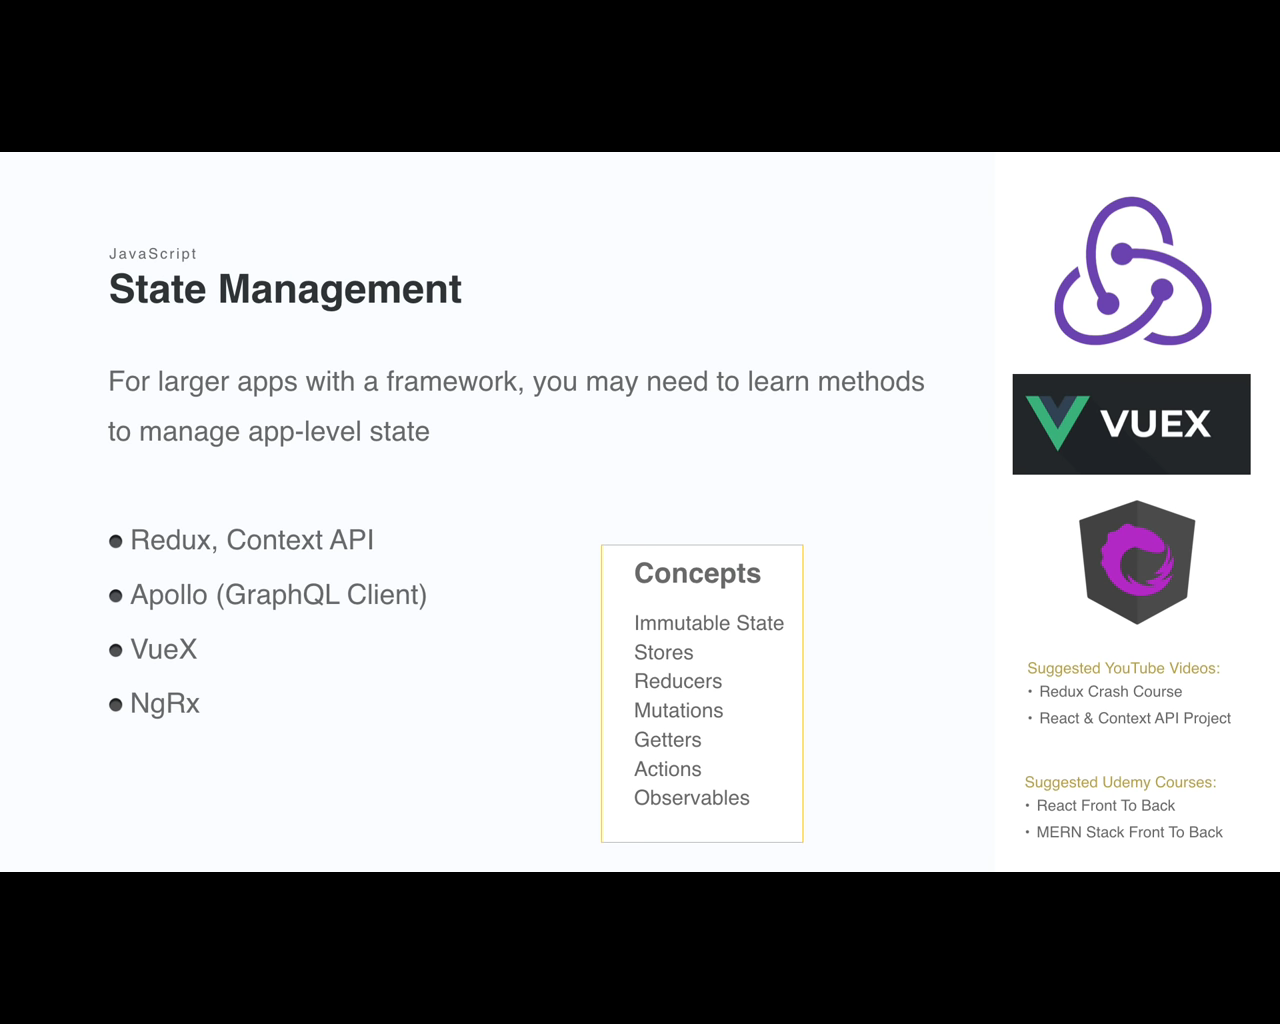 JavaScript
State Management
For larger apps with a framework, you may need to learn methods
to manage app-level state
● Redux, Context API
● Apollo (GraphQL Client)
● VueX
● NgRx
Concepts
Immutable State
Stores
Reducers
Mutations
Getters
Actions
Observables
VUEX
Suggested YouTube Videos:
• Redux Crash Course
• React & Context API Project
Suggested Udemy Courses:
• React Front To Back
• MERN Stack Front To Back